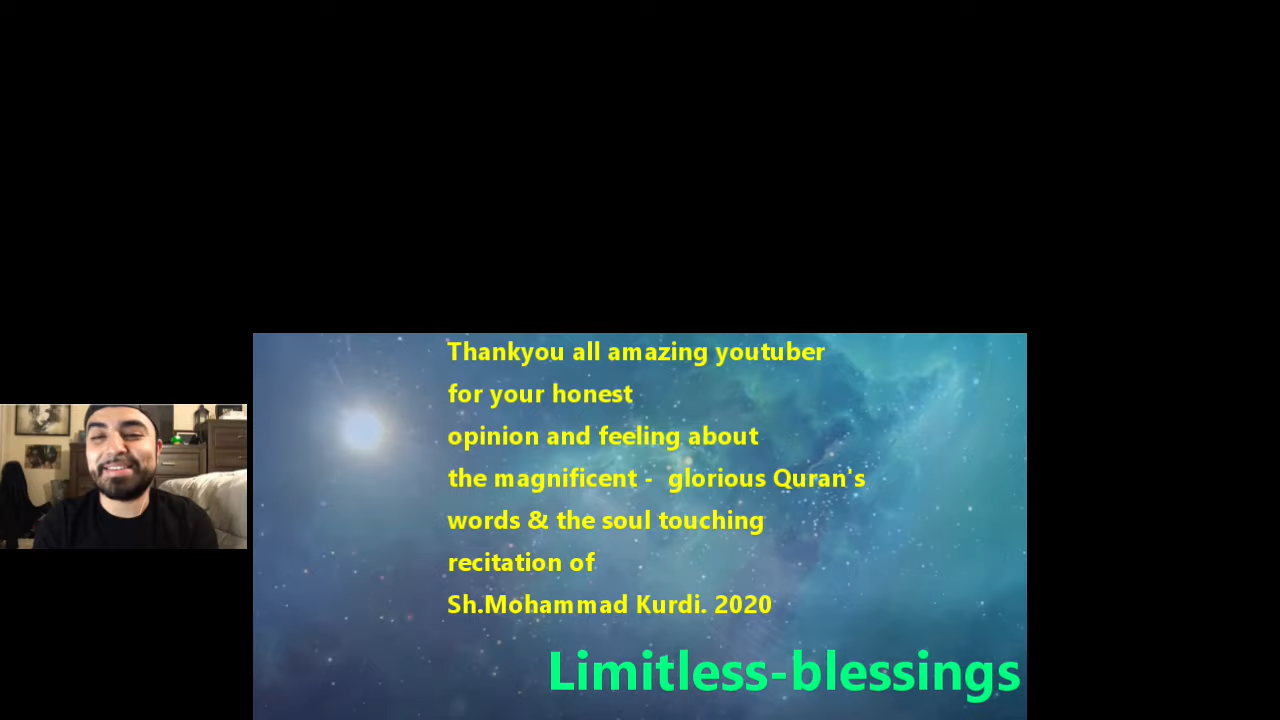 Thankyou all amazing youtuber
for your honest
opinion and feeling about
the magnificent - glorious Quran's
words & the soul touching
recitation of
Sh.Mohammad Kurdi. 2020
Limitless-blessings